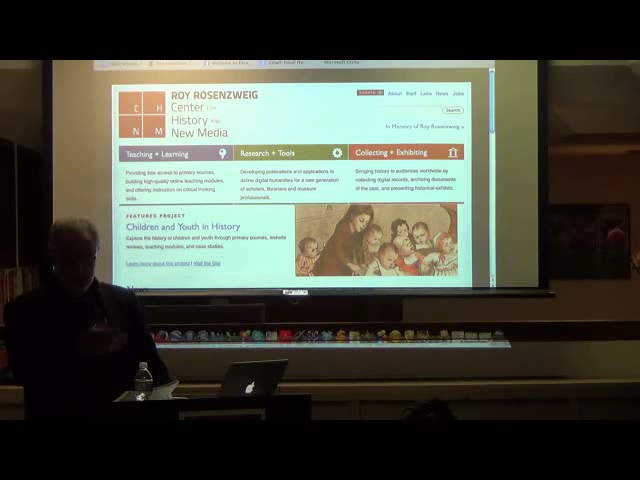 ROY ROSENZWEIG
Center FOR
History AND
New Media
C H
N M
DONATE
About Staff Labs News Jobs
Search
In Memory of Roy Rosenzweig »
Teaching + Learning
Research + Tools
Collecting + Exhibiting
Providing free access to primary sources,
building high-quality online teaching modules,
and offering instruction on critical thinking
skills.
Developing publications and applications to
define digital humanities for a new generation
of scholars, librarians and museum
professionals.
Bringing history to audiences worldwide by
collecting digital records, archiving documents
of the past, and presenting historical exhibits.
FEATURED PROJECT
Children and Youth in History
Explore the history of children and youth through primary sources, website
reviews, teaching modules, and case studies.
Learn more about this project | Visit the Site
News